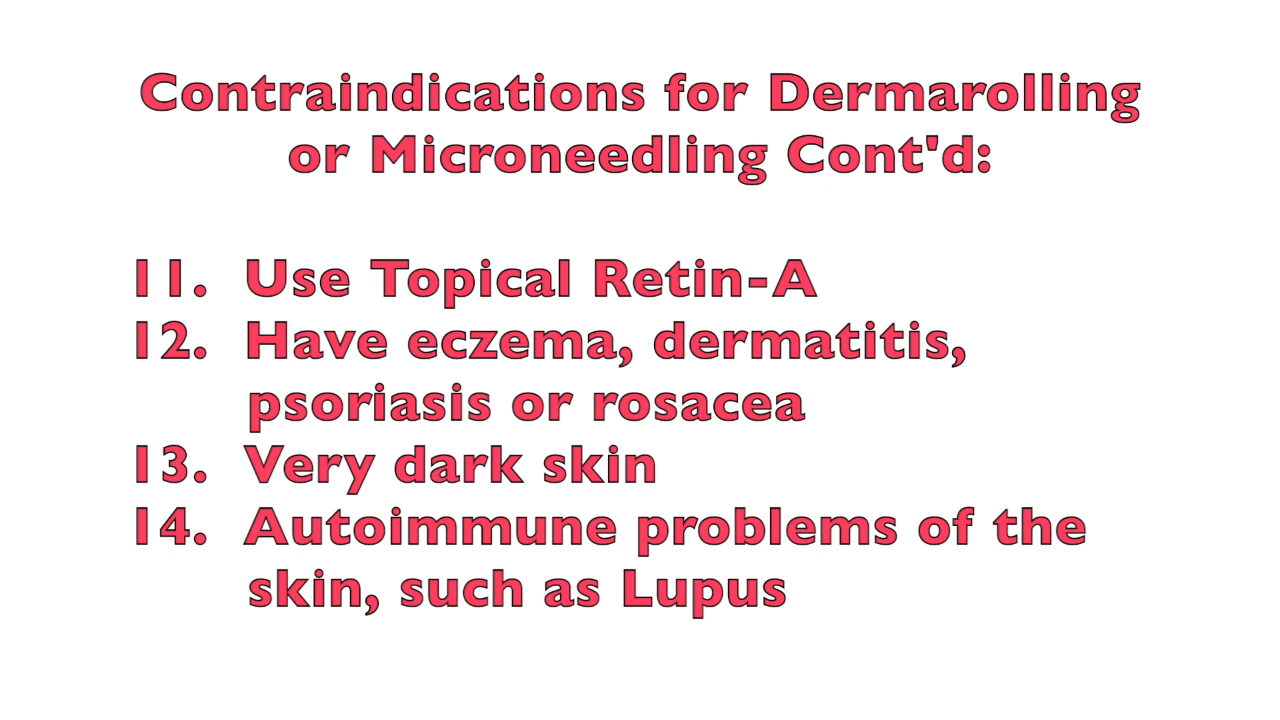 Contraindications for Dermarolling
or Microneedling Cont'd:
11. Use Topical Retin-A
12. Have eczema, dermatitis,
psoriasis or rosacea
13. Very dark skin
14. Autoimmune problems of the
skin, such as Lupus